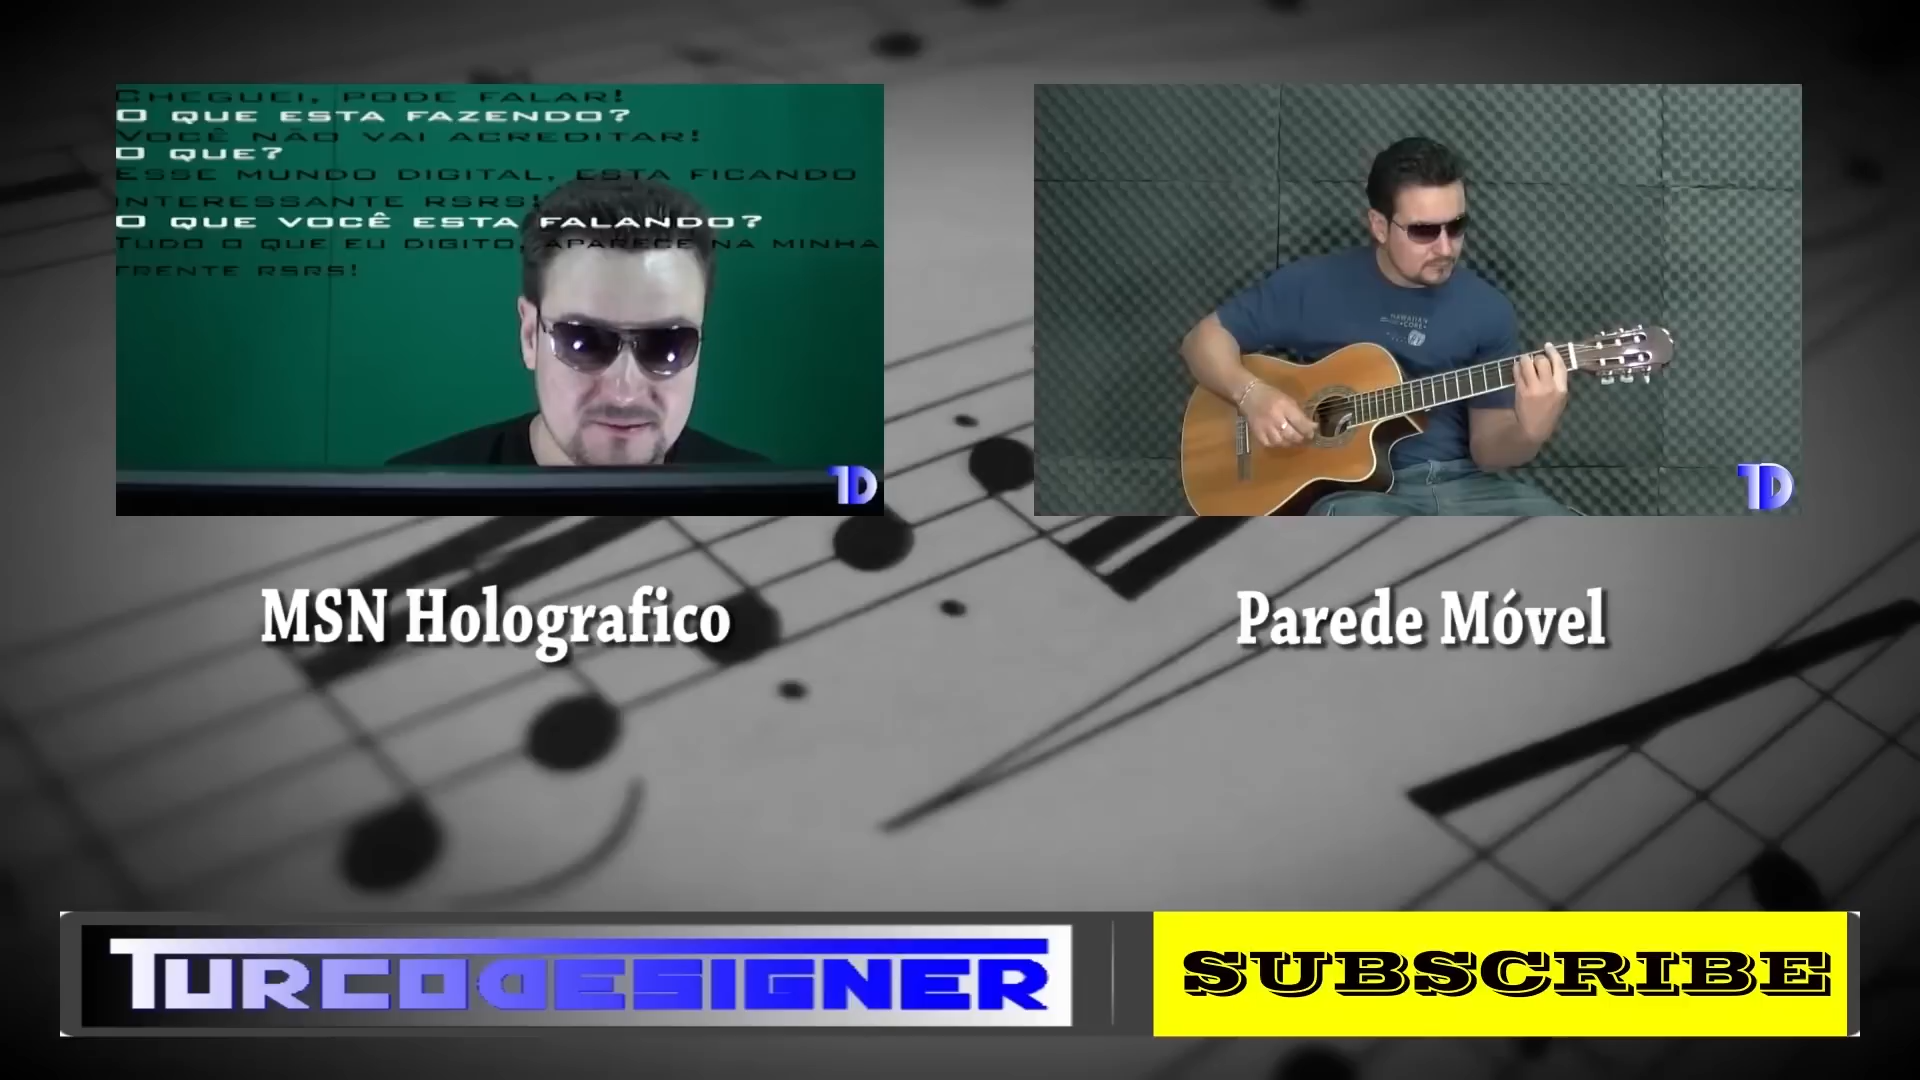 CHEGUEI, PODE FALAR!
O QUE ESTA FAZENDO?
VOCÊ NÃO VAI ACREDITAR!
O QUE?
ESSE MUNDO DIGITAL, ESTA FICANDO
INTERESSANTE RSRS!
O QUE VOCÊ ESTA FALANDO?
TUDO O QUE EU DIGITO, APARECE NA MINHA
FRENTE RSRS!
TD
HAWAIIAN
CORE
TD
MSN Holografico
Parede Móvel
TURCODESIGNER
SUBSCRIBE